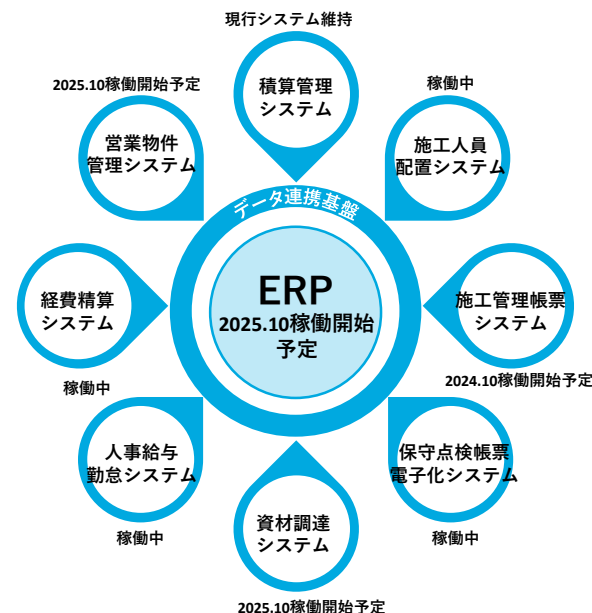 現行システム維持
積算管理
システム
稼働中
施工人員
配置システム
2025.10稼働開始予定
営業物件
管理システム
データ連携基盤
ERP
2025.10稼働開始
予定
経費精算
システム
稼働中
施工管理帳票
システム
2024.10稼働開始予定
人事給与
勤怠システム
稼働中
保守点検帳票
電子化システム
稼働中
資材調達
システム
2025.10稼働開始予定